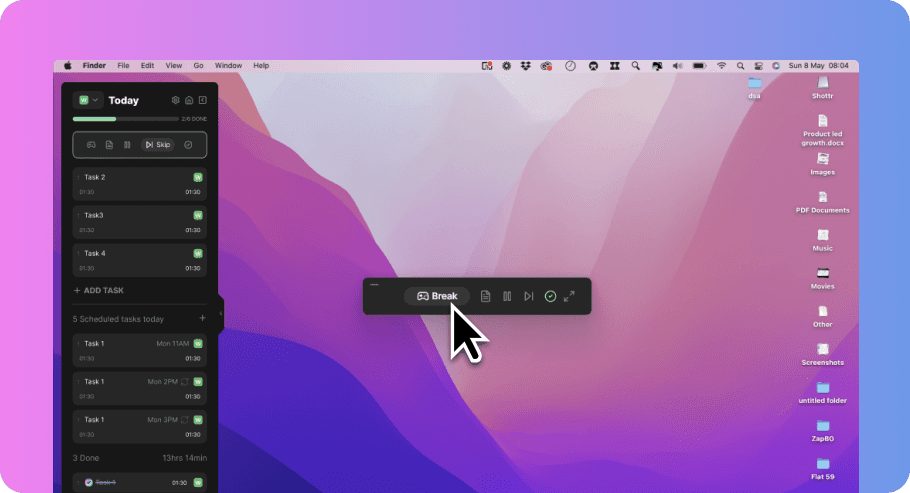 Finder File Edit View Go Window Help Sun 8 May 08:04
W Today
2/6 DONE
Skip
Task 2 W
01:30 01:30
Task3 W
01:30 01:30
Task 4 W
01:30 01:30
+ ADD TASK
5 Scheduled tasks today +
Task 1 Mon 11AM W
01:30 01:30
Task 1 Mon 2PM W
01:30 01:30
Task 1 Mon 3PM W
01:30 01:30
3 Done 13hrs 14min
Task 1 01:30 W
Break
dsa
Shottr
Product led
growth.docx
Images
PDF Documents
Music
Movies
Other
Screenshots
untitled folder
ZapBG
Flat 59